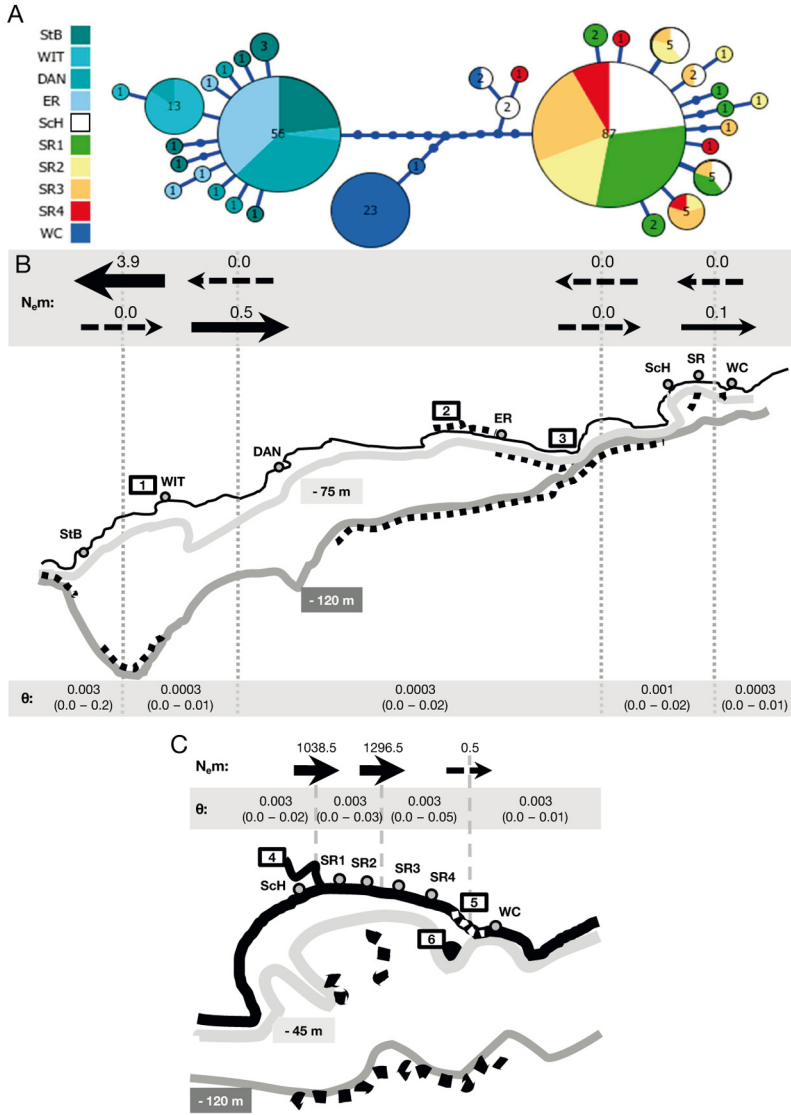 A
StB
WIT
DAN
ER
ScH
SR1
SR2
SR3
SR4
WC
1
13
1
1
1
3
56
1
1
1
1
1
1
1
1
23
2
2
1
2
1
5
2
1
87
1
1
1
1
1
5
5
2
B
Nem:
3.9
0.0
0.0
0.0
0.0
0.5
0.0
0.1
StB
1
WIT
DAN
2
ER
3
ScH
SR
WC
- 75 m
- 120 m
θ:
0.003
(0.0 – 0.2)
0.0003
(0.0 – 0.01)
0.0003
(0.0 – 0.02)
0.001
(0.0 – 0.02)
0.0003
(0.0 – 0.01)
C
Nem:
1038.5
1296.5
0.5
θ:
0.003
(0.0 – 0.02)
0.003
(0.0 – 0.03)
0.003
(0.0 – 0.05)
0.003
(0.0 – 0.01)
4
ScH
SR1
SR2
SR3
SR4
5
WC
6
- 45 m
- 120 m